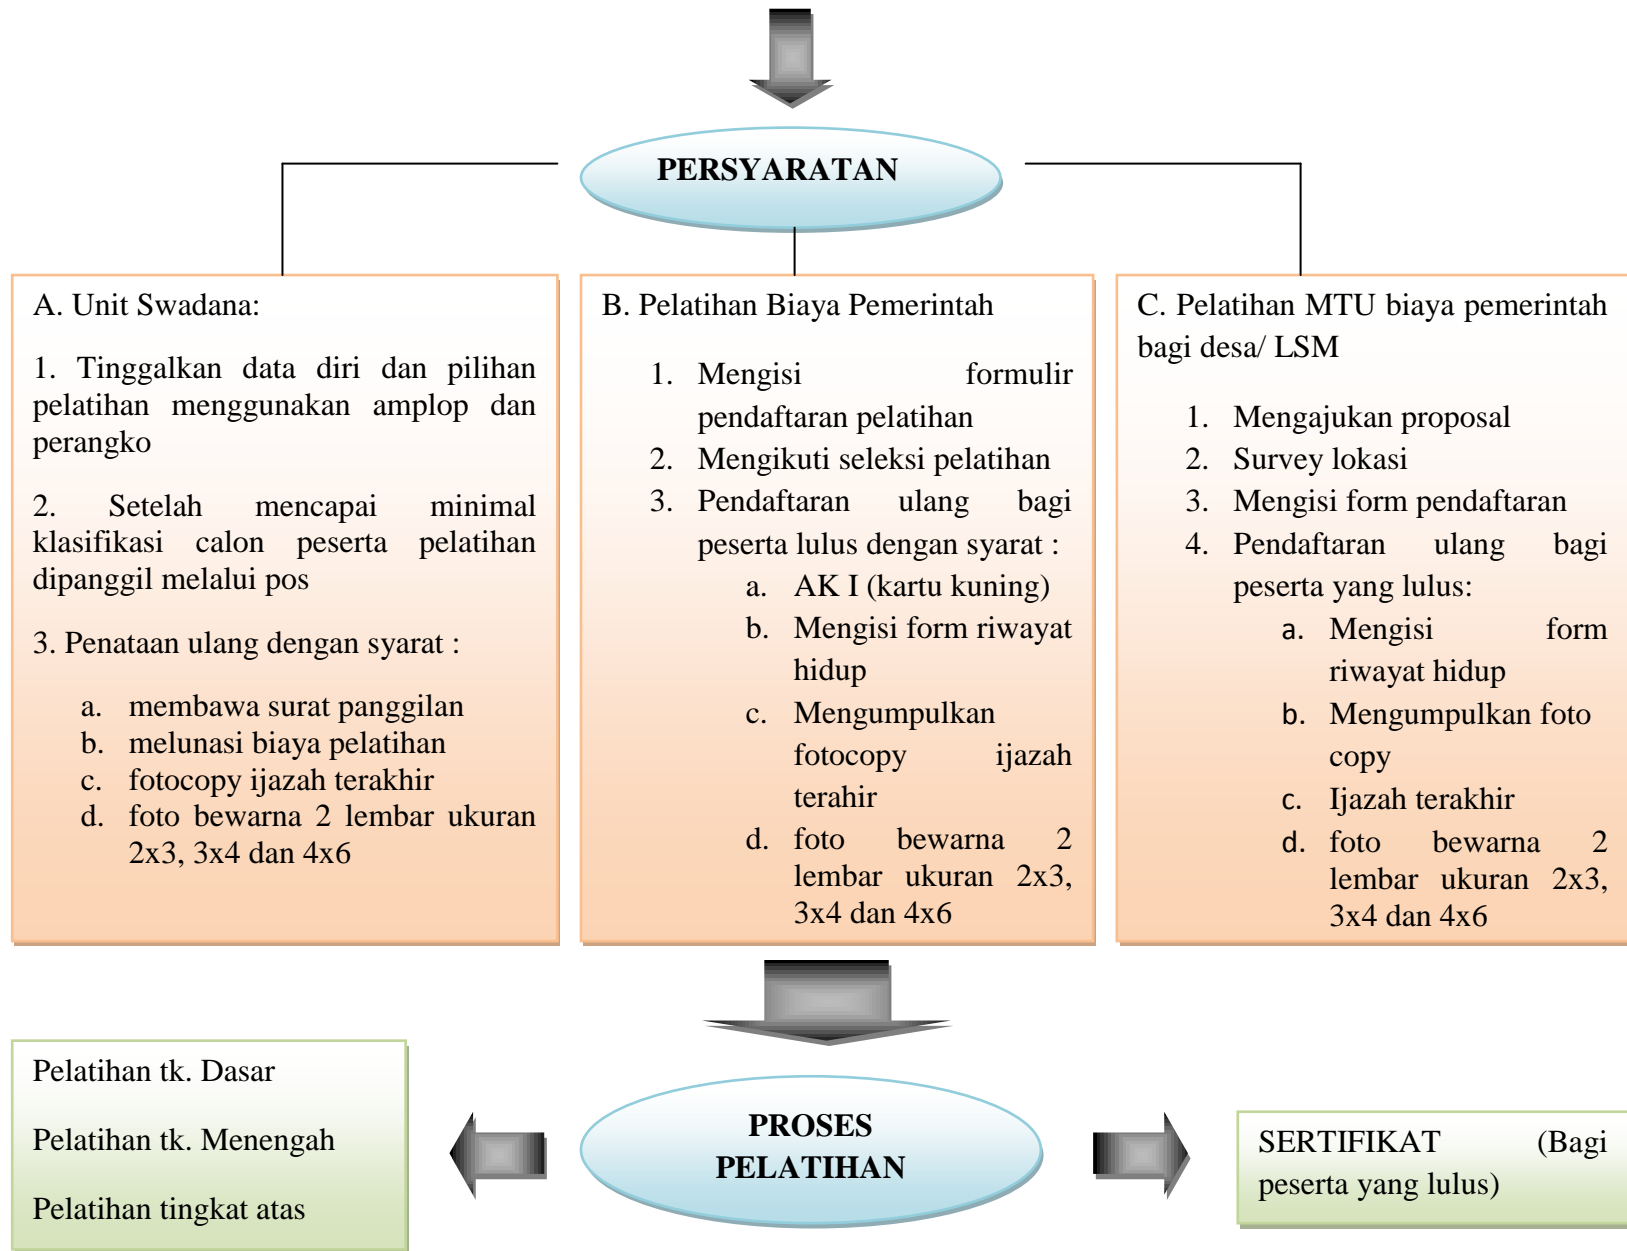 PERSYARATAN
A. Unit Swadana:
1. Tinggalkan data diri dan pilihan
pelatihan menggunakan amplop dan
perangko
2. Setelah mencapai minimal
klasifikasi calon peserta pelatihan
dipanggil melalui pos
3. Penataan ulang dengan syarat :
a. membawa surat panggilan
b. melunasi biaya pelatihan
c. fotocopy ijazah terakhir
d. foto bewarna 2 lembar ukuran
2x3, 3x4 dan 4x6
B. Pelatihan Biaya Pemerintah
1. Mengisi formulir
pendaftaran pelatihan
2. Mengikuti seleksi pelatihan
3. Pendaftaran ulang bagi
peserta lulus dengan syarat :
a. AK I (kartu kuning)
b. Mengisi form riwayat
hidup
c. Mengumpulkan
fotocopy ijazah
terahir
d. foto bewarna 2
lembar ukuran 2x3,
3x4 dan 4x6
C. Pelatihan MTU biaya pemerintah
bagi desa/ LSM
1. Mengajukan proposal
2. Survey lokasi
3. Mengisi form pendaftaran
4. Pendaftaran ulang bagi
peserta yang lulus:
a. Mengisi form
riwayat hidup
b. Mengumpulkan foto
copy
c. Ijazah terakhir
d. foto bewarna 2
lembar ukuran 2x3,
3x4 dan 4x6
Pelatihan tk. Dasar
Pelatihan tk. Menengah
Pelatihan tingkat atas
PROSES
PELATIHAN
SERTIFIKAT (Bagi
peserta yang lulus)